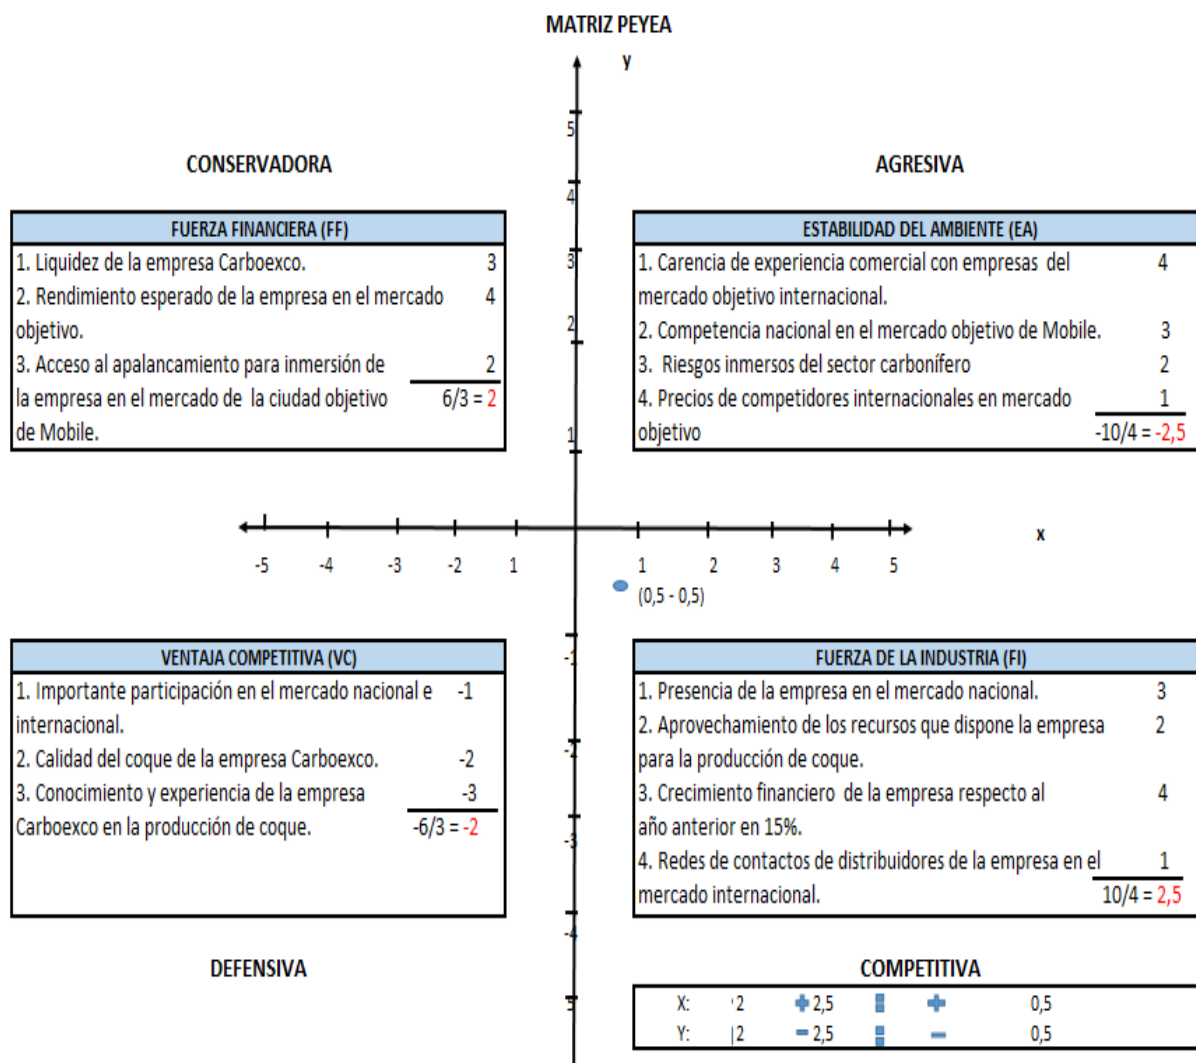 MATRIZ PEYEA
y
CONSERVADORA
AGRESIVA
FUERZA FINANCIERA (FF)
1. Liquidez de la empresa Carboexco. 3
2. Rendimiento esperado de la empresa en el mercado 4
objetivo.
3. Acceso al apalancamiento para inmersión de 2
la empresa en el mercado de la ciudad objetivo 6/3 = 2
de Mobile.
ESTABILIDAD DEL AMBIENTE (EA)
1. Carencia de experiencia comercial con empresas del 4
mercado objetivo internacional.
2. Competencia nacional en el mercado objetivo de Mobile. 3
3. Riesgos inmersos del sector carbonífero 2
4. Precios de competidores internacionales en mercado 1
objetivo -10/4 = -2,5
5
4
3
2
1
x
-5 -4 -3 -2 1 1 2 3 4 5
(0,5 - 0,5)
VENTAJA COMPETITIVA (VC)
1. Importante participación en el mercado nacional e -1
internacional.
2. Calidad del coque de la empresa Carboexco. -2
3. Conocimiento y experiencia de la empresa -3
Carboexco en la producción de coque. -6/3 = -2
FUERZA DE LA INDUSTRIA (FI)
1. Presencia de la empresa en el mercado nacional. 3
2. Aprovechamiento de los recursos que dispone la empresa 2
para la producción de coque.
3. Crecimiento financiero de la empresa respecto al 4
año anterior en 15%.
4. Redes de contactos de distribuidores de la empresa en el 1
mercado internacional. 10/4 = 2,5
-1
-2
-3
-4
5
DEFENSIVA
COMPETITIVA
X: 2 + 2,5 = + 0,5
Y: 2 - 2,5 = - 0,5